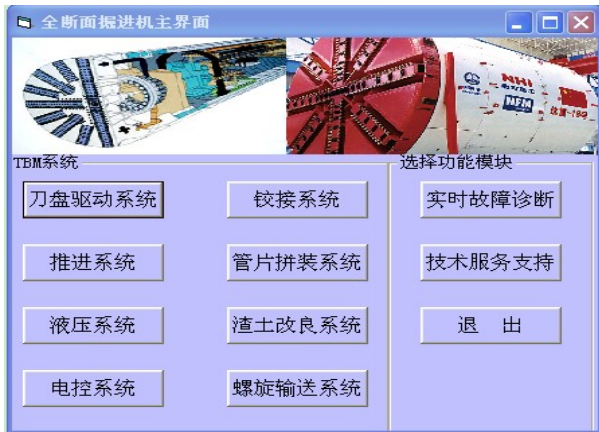 全断面掘进机主界面
NHI
NFM
TBM系统
选择功能模块
刀盘驱动系统
铰接系统
实时故障诊断
推进系统
管片拼装系统
技术服务支持
液压系统
渣土改良系统
退 出
电控系统
螺旋输送系统